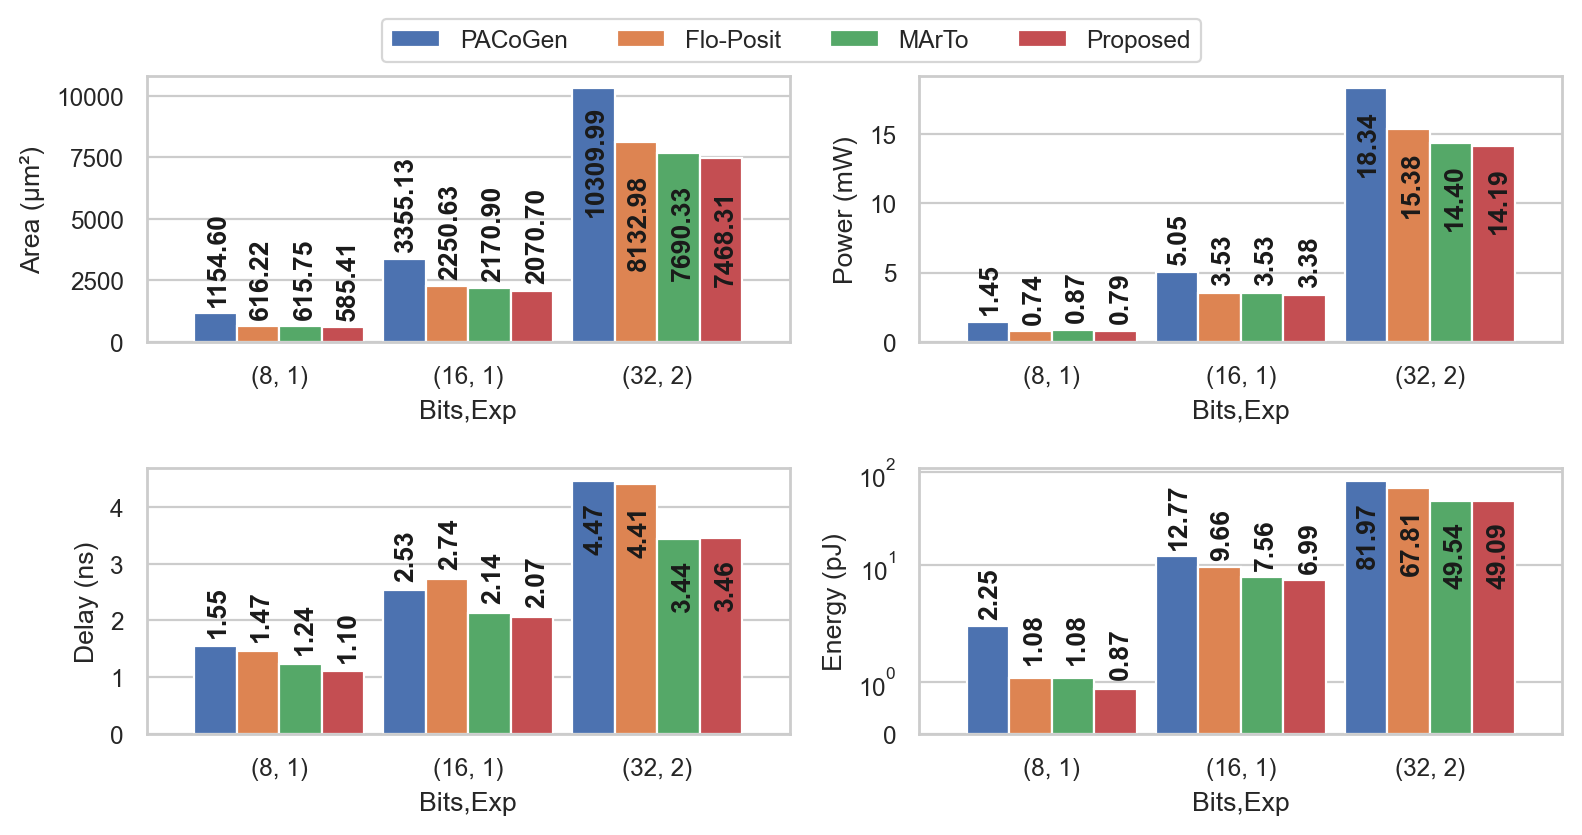 PACoGen Flo-Posit MArTo Proposed
Area (μm²)
10000
7500
5000
2500
0
1154.60 616.22 615.75 585.41 3355.13 2250.63 2170.90 2070.70 10309.99 8132.98 7690.33 7468.31
(8, 1) (16, 1) (32, 2)
Bits,Exp
Power (mW)
15
10
5
0
1.45 0.74 0.87 0.79 5.05 3.53 3.53 3.38 18.34 15.38 14.40 14.19
(8, 1) (16, 1) (32, 2)
Bits,Exp
Delay (ns)
4
3
2
1
0
1.55 1.47 1.24 1.10 2.53 2.74 2.14 2.07 4.47 4.41 3.44 3.46
(8, 1) (16, 1) (32, 2)
Bits,Exp
Energy (pJ)
10²
10¹
10⁰
0
2.25 1.08 1.08 0.87 12.77 9.66 7.56 6.99 81.97 67.81 49.54 49.09
(8, 1) (16, 1) (32, 2)
Bits,Exp